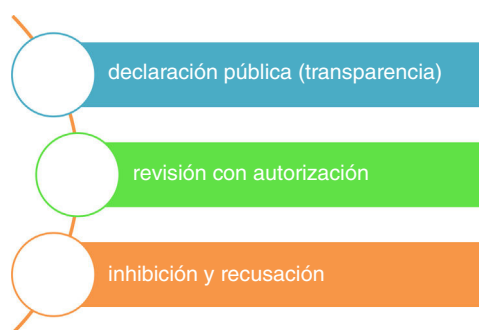 declaración pública (transparencia)
revisión con autorización
inhibición y recusación